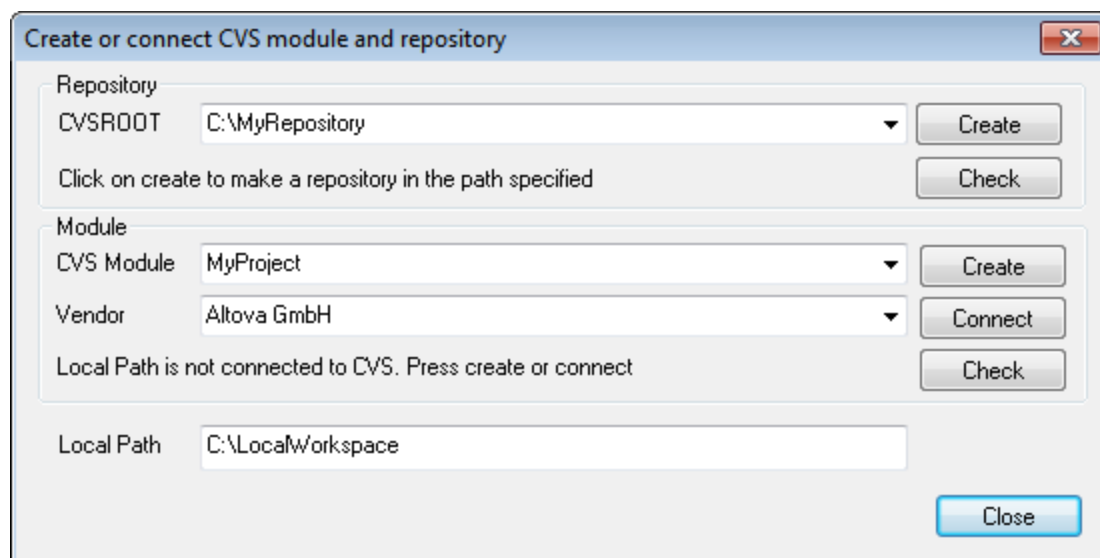 Create or connect CVS module and repository
Repository
CVSROOT C:\MyRepository Create
Click on create to make a repository in the path specified Check
Module
CVS Module MyProject Create
Vendor Altova GmbH Connect
Local Path is not connected to CVS. Press create or connect Check
Local Path C:\LocalWorkspace
Close